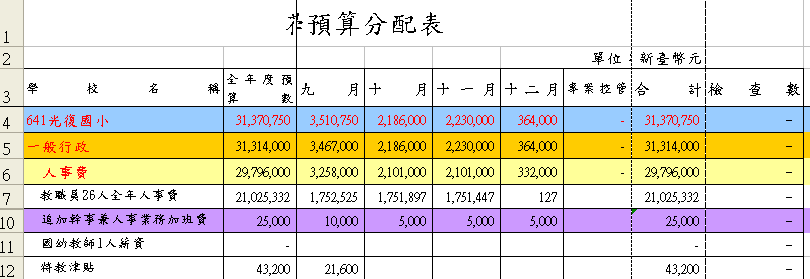 1 預算分配表
2 單位：新臺幣元
3 學校名稱 全年度預算數 九月 十月 十一月 十二月 專業控管 合計 檢查數
4 641光復國小 31,370,750 3,510,750 2,186,000 2,230,000 364,000 - 31,370,750 -
5 一般行政 31,314,000 3,467,000 2,186,000 2,230,000 364,000 - 31,314,000 -
6 人事費 29,796,000 3,258,000 2,101,000 2,101,000 332,000 - 29,796,000 -
7 教職員26人全年人事費 21,025,332 1,752,525 1,751,897 1,751,447 127 21,025,332 -
10 追加幹事兼人事業務加班費 25,000 10,000 5,000 5,000 5,000 25,000 -
11 國幼教師1人薪資 - - -
12 特教津貼 43,200 21,600 43,200 -